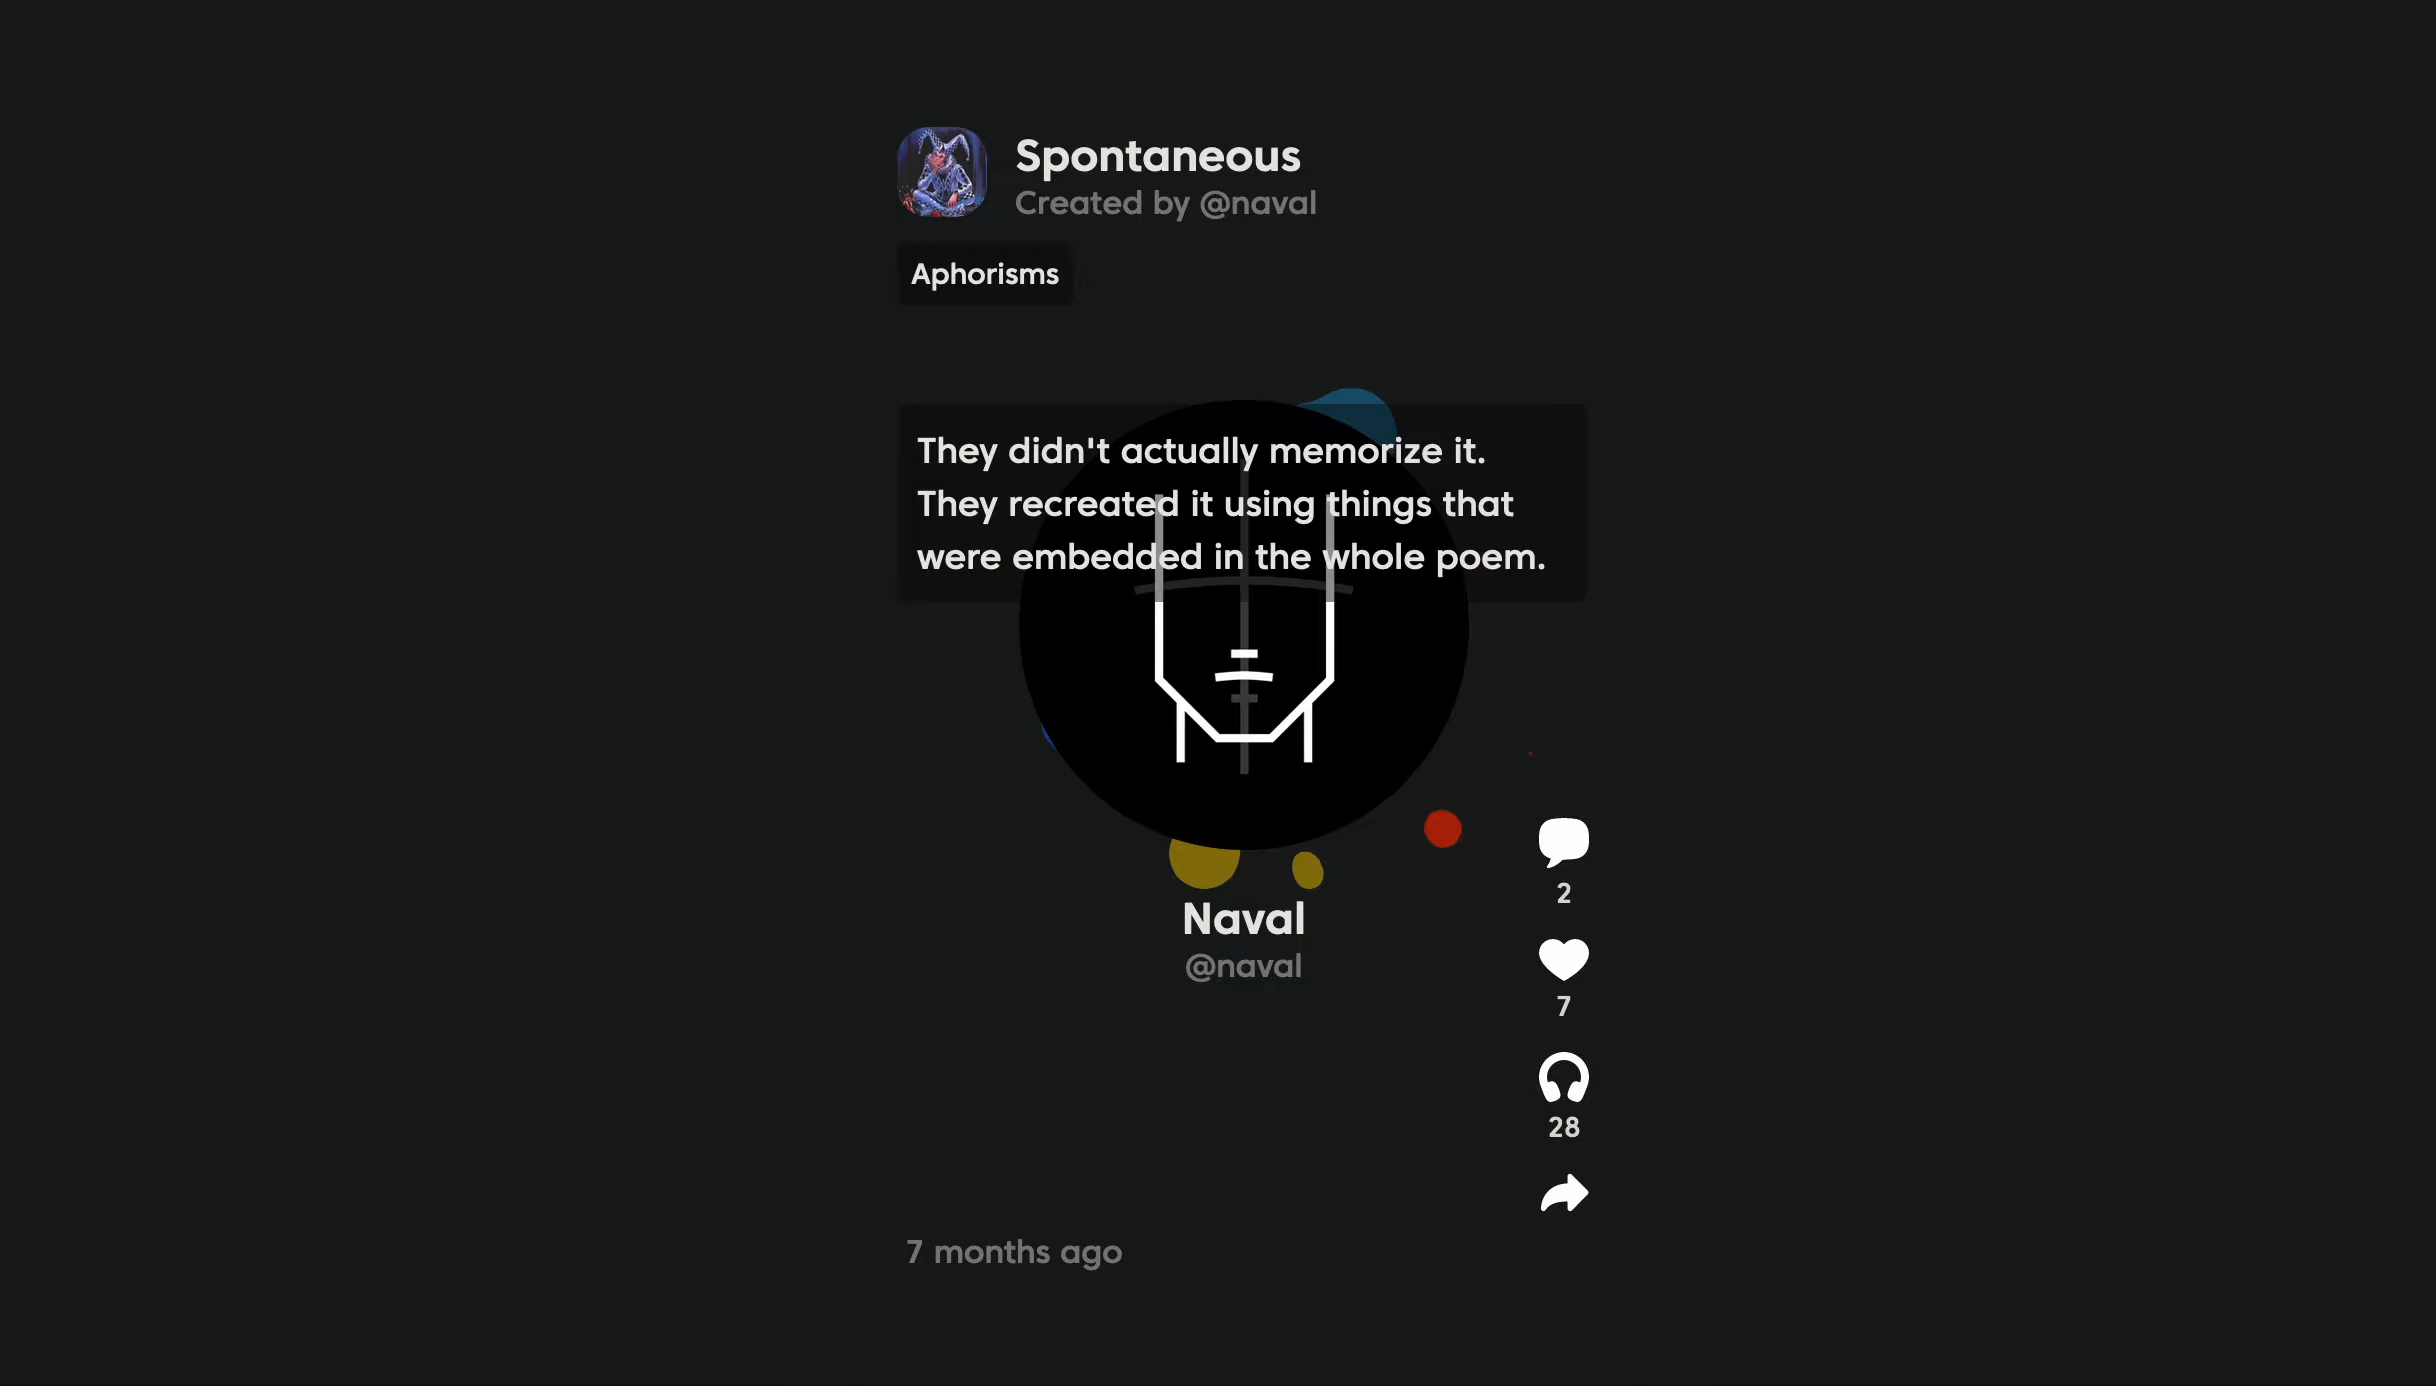 Spontaneous
Created by @naval
Aphorisms
They didn't actually memorize it.
They recreated it using things that
were embedded in the whole poem.
Naval
@naval
2
7
28
7 months ago